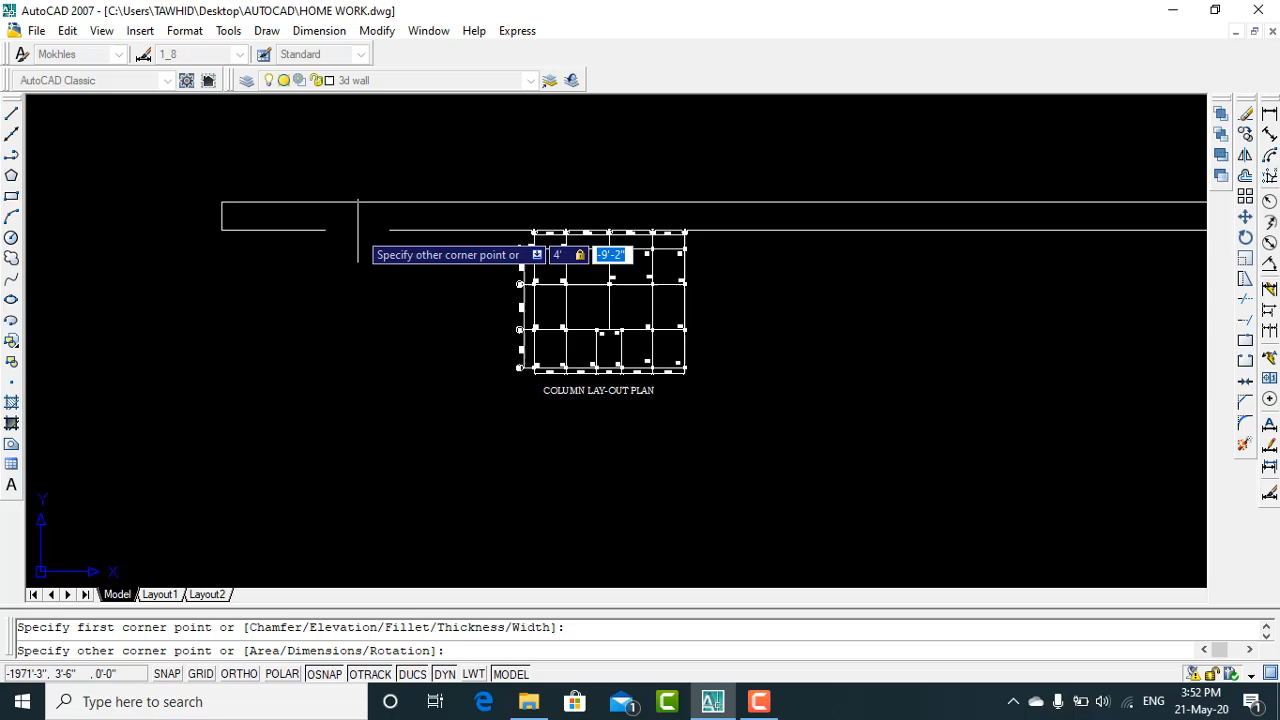 AutoCAD 2007 - [C:\Users\TAWHID\Desktop\AUTOCAD\HOME WORK.dwg]
File Edit View Insert Format Tools Draw Dimension Modify Window Help Express
Mokhles 1_8 Standard
AutoCAD Classic 3d wall
Specify other corner point or 4' -9'-2"
COLUMN LAY-OUT PLAN
Y
X
Model Layout1 Layout2
Specify first corner point or [Chamfer/Elevation/Fillet/Thickness/Width]:
Specify other corner point or [Area/Dimensions/Rotation]:
-1971'-3", 3'-6" , 0'-0" SNAP GRID ORTHO POLAR OSNAP OTRACK DUCS DYN LWT MODEL
Type here to search
1
ENG
3:52 PM
21-May-20
1